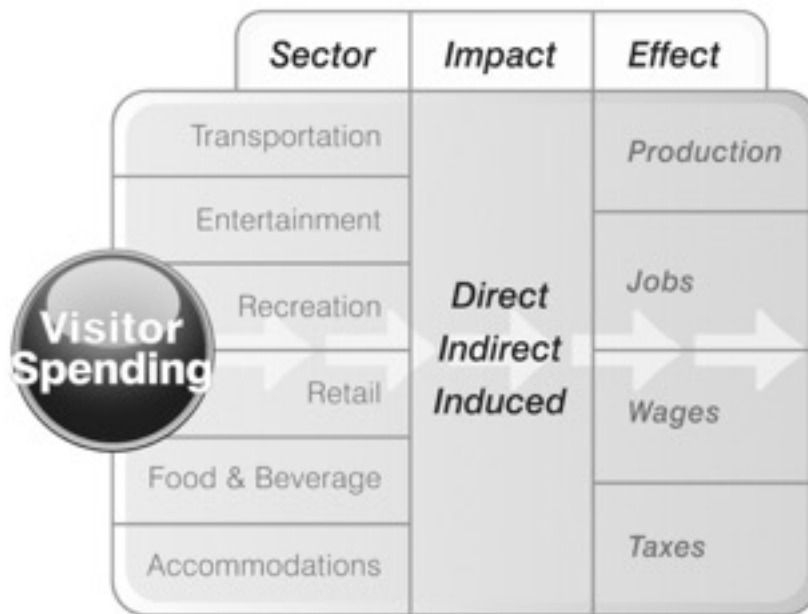 Sector
Impact
Effect
Transportation
Entertainment
Recreation
Retail
Food & Beverage
Accommodations
Visitor
Spending
Direct
Indirect
Induced
Production
Jobs
Wages
Taxes